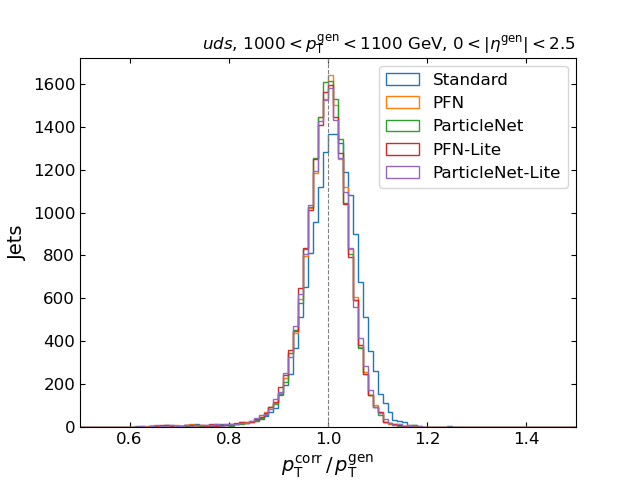 uds, 1000 < p_T^gen < 1100 GeV, 0 < |η^gen| < 2.5
Standard
PFN
ParticleNet
PFN-Lite
ParticleNet-Lite
Jets
1600
1400
1200
1000
800
600
400
200
0
0.6 0.8 1.0 1.2 1.4
p_T^corr / p_T^gen